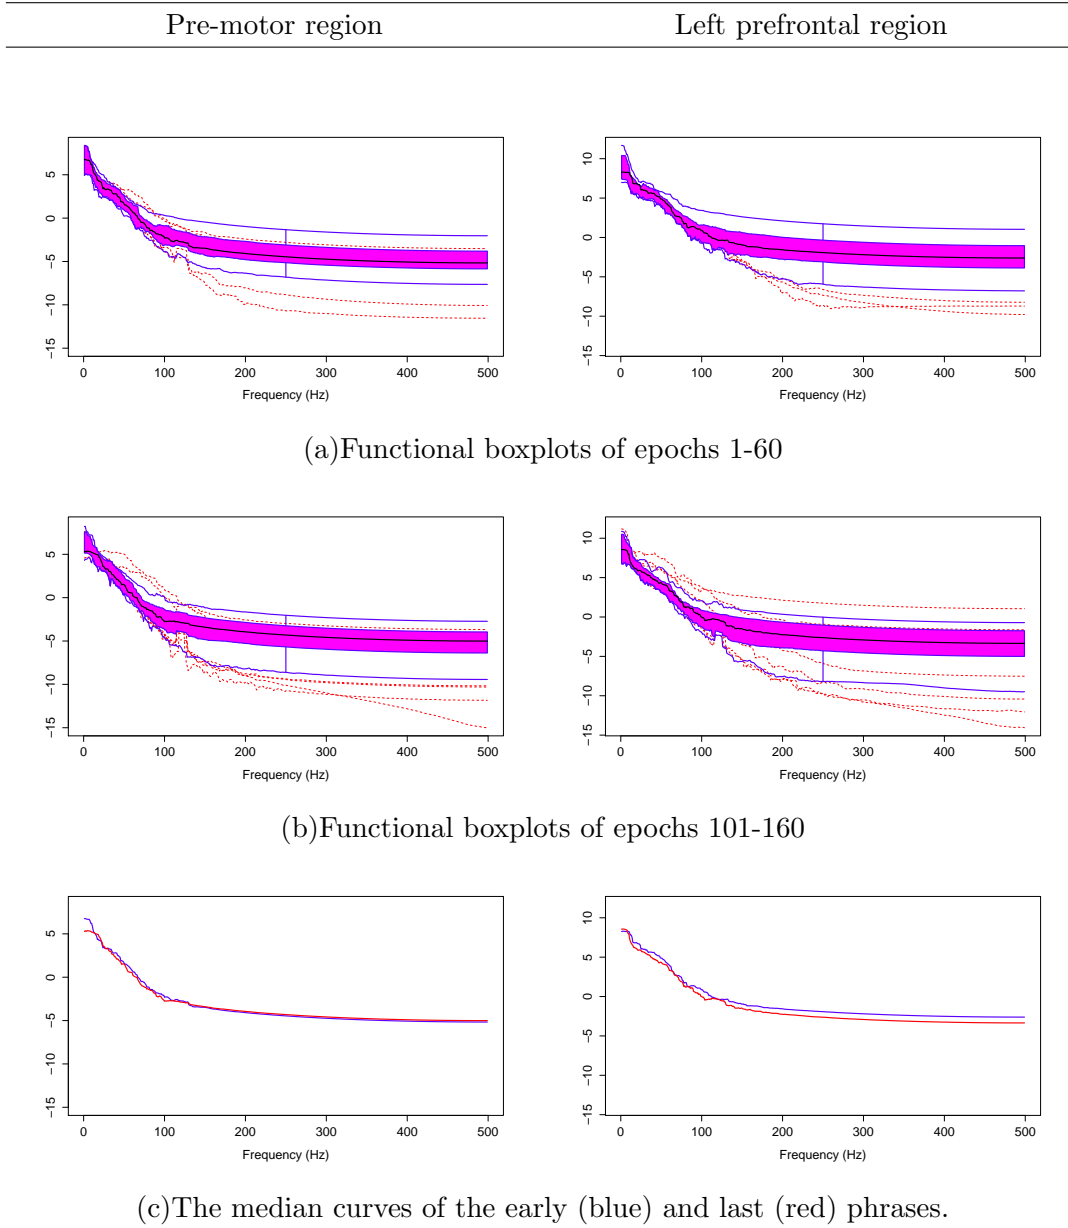 Pre-motor region Left prefrontal region
5
0
−5
−10
−15
0 100 200 300 400 500
Frequency (Hz)
10
5
0
−5
−10
−15
0 100 200 300 400 500
Frequency (Hz)
(a)Functional boxplots of epochs 1-60
5
0
−5
−10
−15
0 100 200 300 400 500
Frequency (Hz)
10
5
0
−5
−10
−15
0 100 200 300 400 500
Frequency (Hz)
(b)Functional boxplots of epochs 101-160
5
0
−5
−10
−15
0 100 200 300 400 500
Frequency (Hz)
10
5
0
−5
−10
−15
0 100 200 300 400 500
Frequency (Hz)
(c)The median curves of the early (blue) and last (red) phrases.